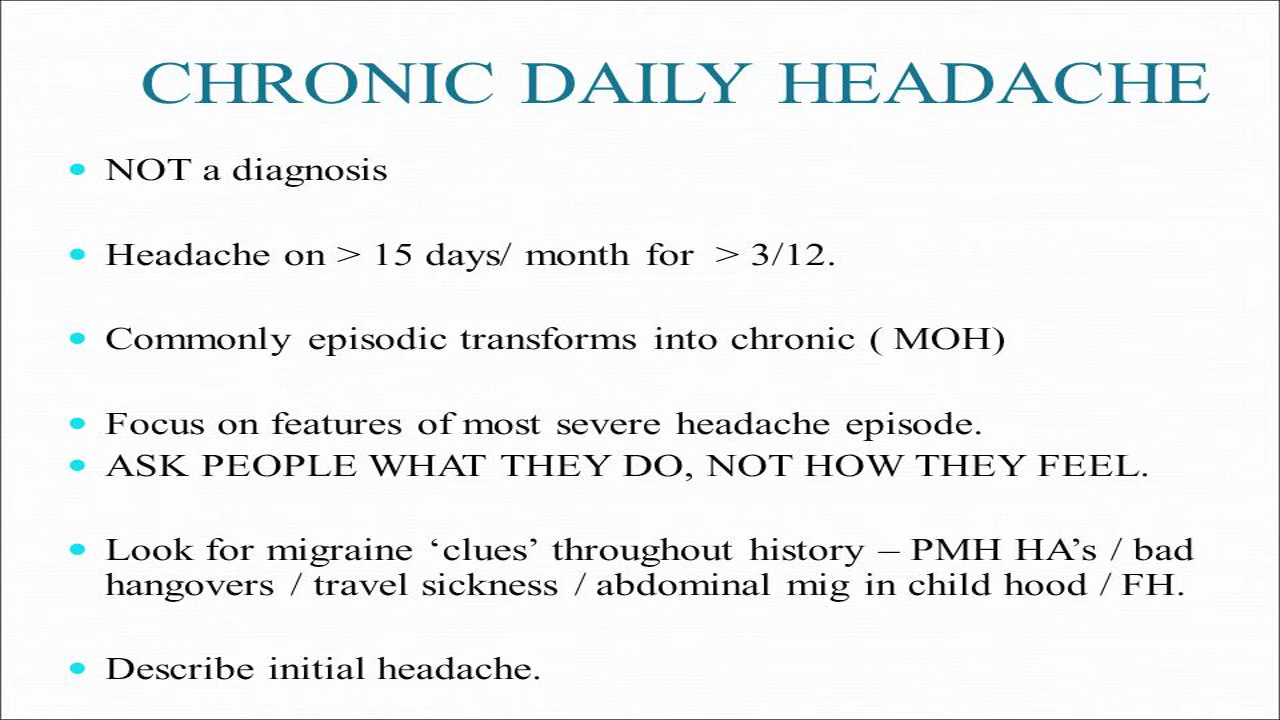 CHRONIC DAILY HEADACHE
NOT a diagnosis
Headache on > 15 days/ month for > 3/12.
Commonly episodic transforms into chronic ( MOH)
Focus on features of most severe headache episode.
ASK PEOPLE WHAT THEY DO, NOT HOW THEY FEEL.
Look for migraine ‘clues’ throughout history – PMH HA’s / bad
hangovers / travel sickness / abdominal mig in child hood / FH.
Describe initial headache.